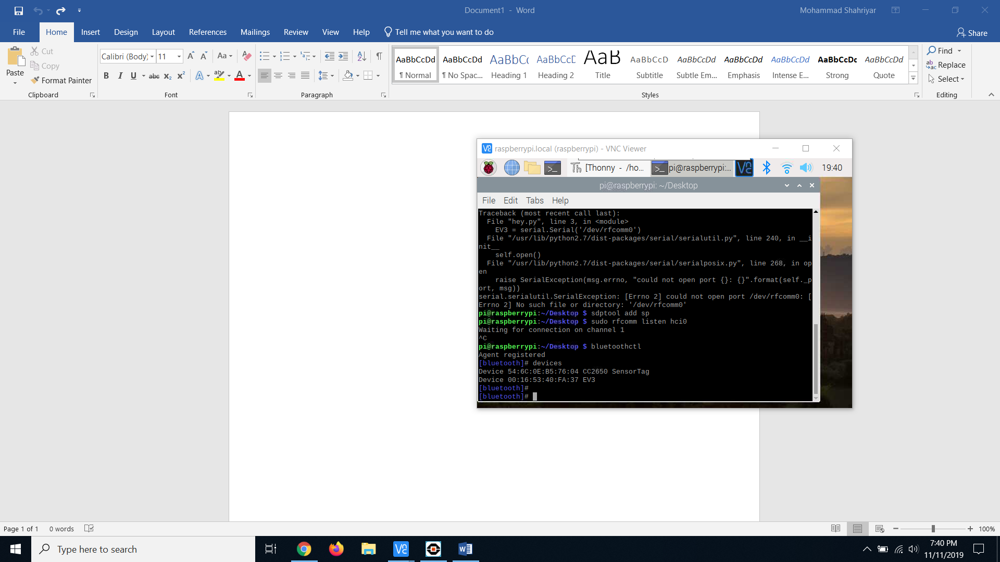 Document1 - Word
Mohammad Shahriyar
File Home Insert Design Layout References Mailings Review View Help Tell me what you want to do
Share
Paste
Cut
Copy
Format Painter
Clipboard
Calibri (Body) 11
Font
Paragraph
AaBbCcDd AaBbCcDd AaBbC AaBbCcD AaB AaBbCcD AaBbCcDd AaBbCcDd AaBbCcDd AaBbCcDc AaBbCcDd
¶ Normal ¶ No Spac... Heading 1 Heading 2 Title Subtitle Subtle Em... Emphasis Intense E... Strong Quote
Styles
Find
Replace
Select
Editing
raspberrypi.local (raspberrypi) - VNC Viewer
[Thonny - /ho... pi@raspberrypi:... 19:40
pi@raspberrypi: ~/Desktop
File Edit Tabs Help
Traceback (most recent call last):
File "hey.py", line 3, in <module>
EV3 = serial.Serial('/dev/rfcomm0')
File "/usr/lib/python2.7/dist-packages/serial/serialutil.py", line 240, in __i
nit__
self.open()
File "/usr/lib/python2.7/dist-packages/serial/serialposix.py", line 268, in op
en
raise SerialException(msg.errno, "could not open port {}: {}".format(self._p
ort, msg))
serial.serialutil.SerialException: [Errno 2] could not open port /dev/rfcomm0: [
Errno 2] No such file or directory: '/dev/rfcomm0'
pi@raspberrypi:~/Desktop $ sdptool add sp
pi@raspberrypi:~/Desktop $ sudo rfcomm listen hci0
Waiting for connection on channel 1
^C
pi@raspberrypi:~/Desktop $ bluetoothctl
Agent registered
[bluetooth]# devices
Device 54:6C:0E:B5:76:04 CC2650 SensorTag
Device 00:16:53:40:FA:37 EV3
[bluetooth]#
[bluetooth]#
Page 1 of 1 0 words
100%
Type here to search
7:40 PM
11/11/2019